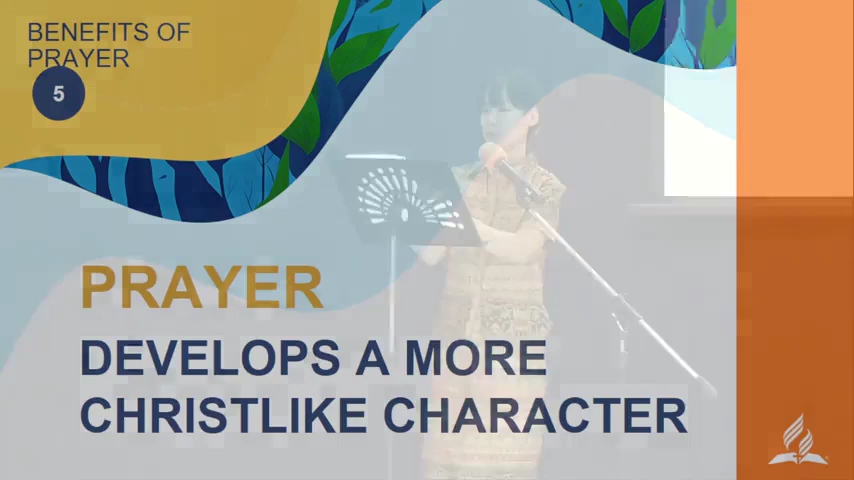 BENEFITS OF
PRAYER
5
PRAYER
DEVELOPS A MORE
CHRISTLIKE CHARACTER